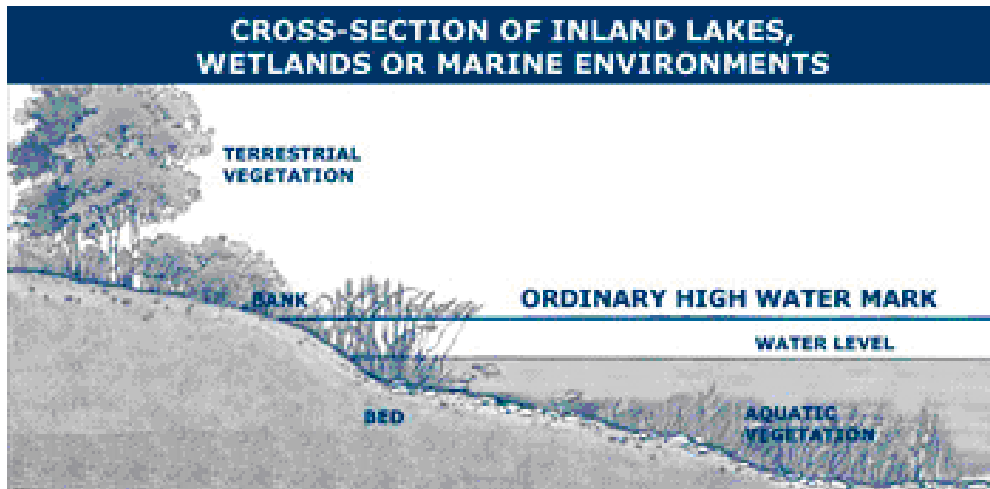 CROSS-SECTION OF INLAND LAKES,
WETLANDS OR MARINE ENVIRONMENTS
TERRESTRIAL
VEGETATION
BANK
ORDINARY HIGH WATER MARK
WATER LEVEL
BED
AQUATIC
VEGETATION